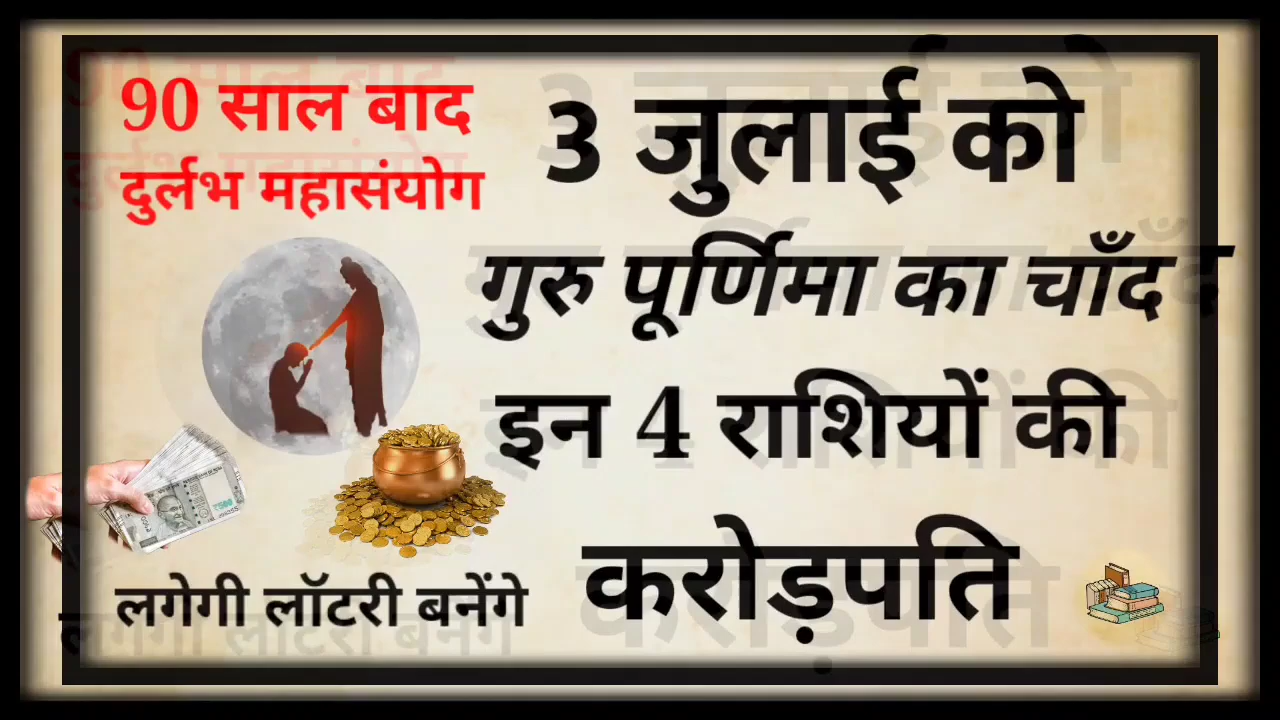 90 साल बाद
दुर्लभ महासंयोग
3 जुलाई को
गुरु पूर्णिमा का चाँद
इन 4 राशियों की
लगेगी लॉटरी बनेंगे
करोड़पति